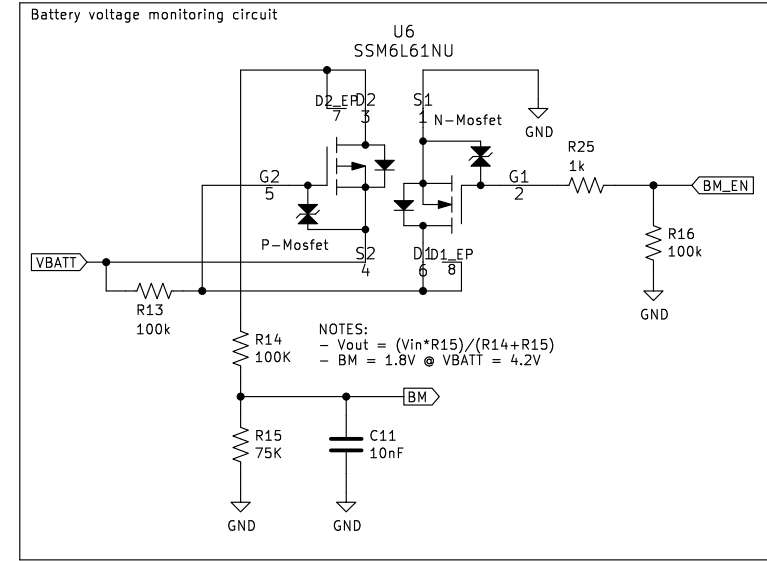 Battery voltage monitoring circuit
U6
SSM6L61NU
D2_EP
7
D2
3
S1
1
N-Mosfet
GND
R25
1k
G2
5
G1
2
BM_EN
P-Mosfet
R16
100k
VBATT
S2
4
D1
6
D1_EP
8
R13
100k
GND
NOTES:
- Vout = (Vin*R15)/(R14+R15)
- BM = 1.8V @ VBATT = 4.2V
R14
100K
BM
R15
75K
C11
10nF
GND
GND